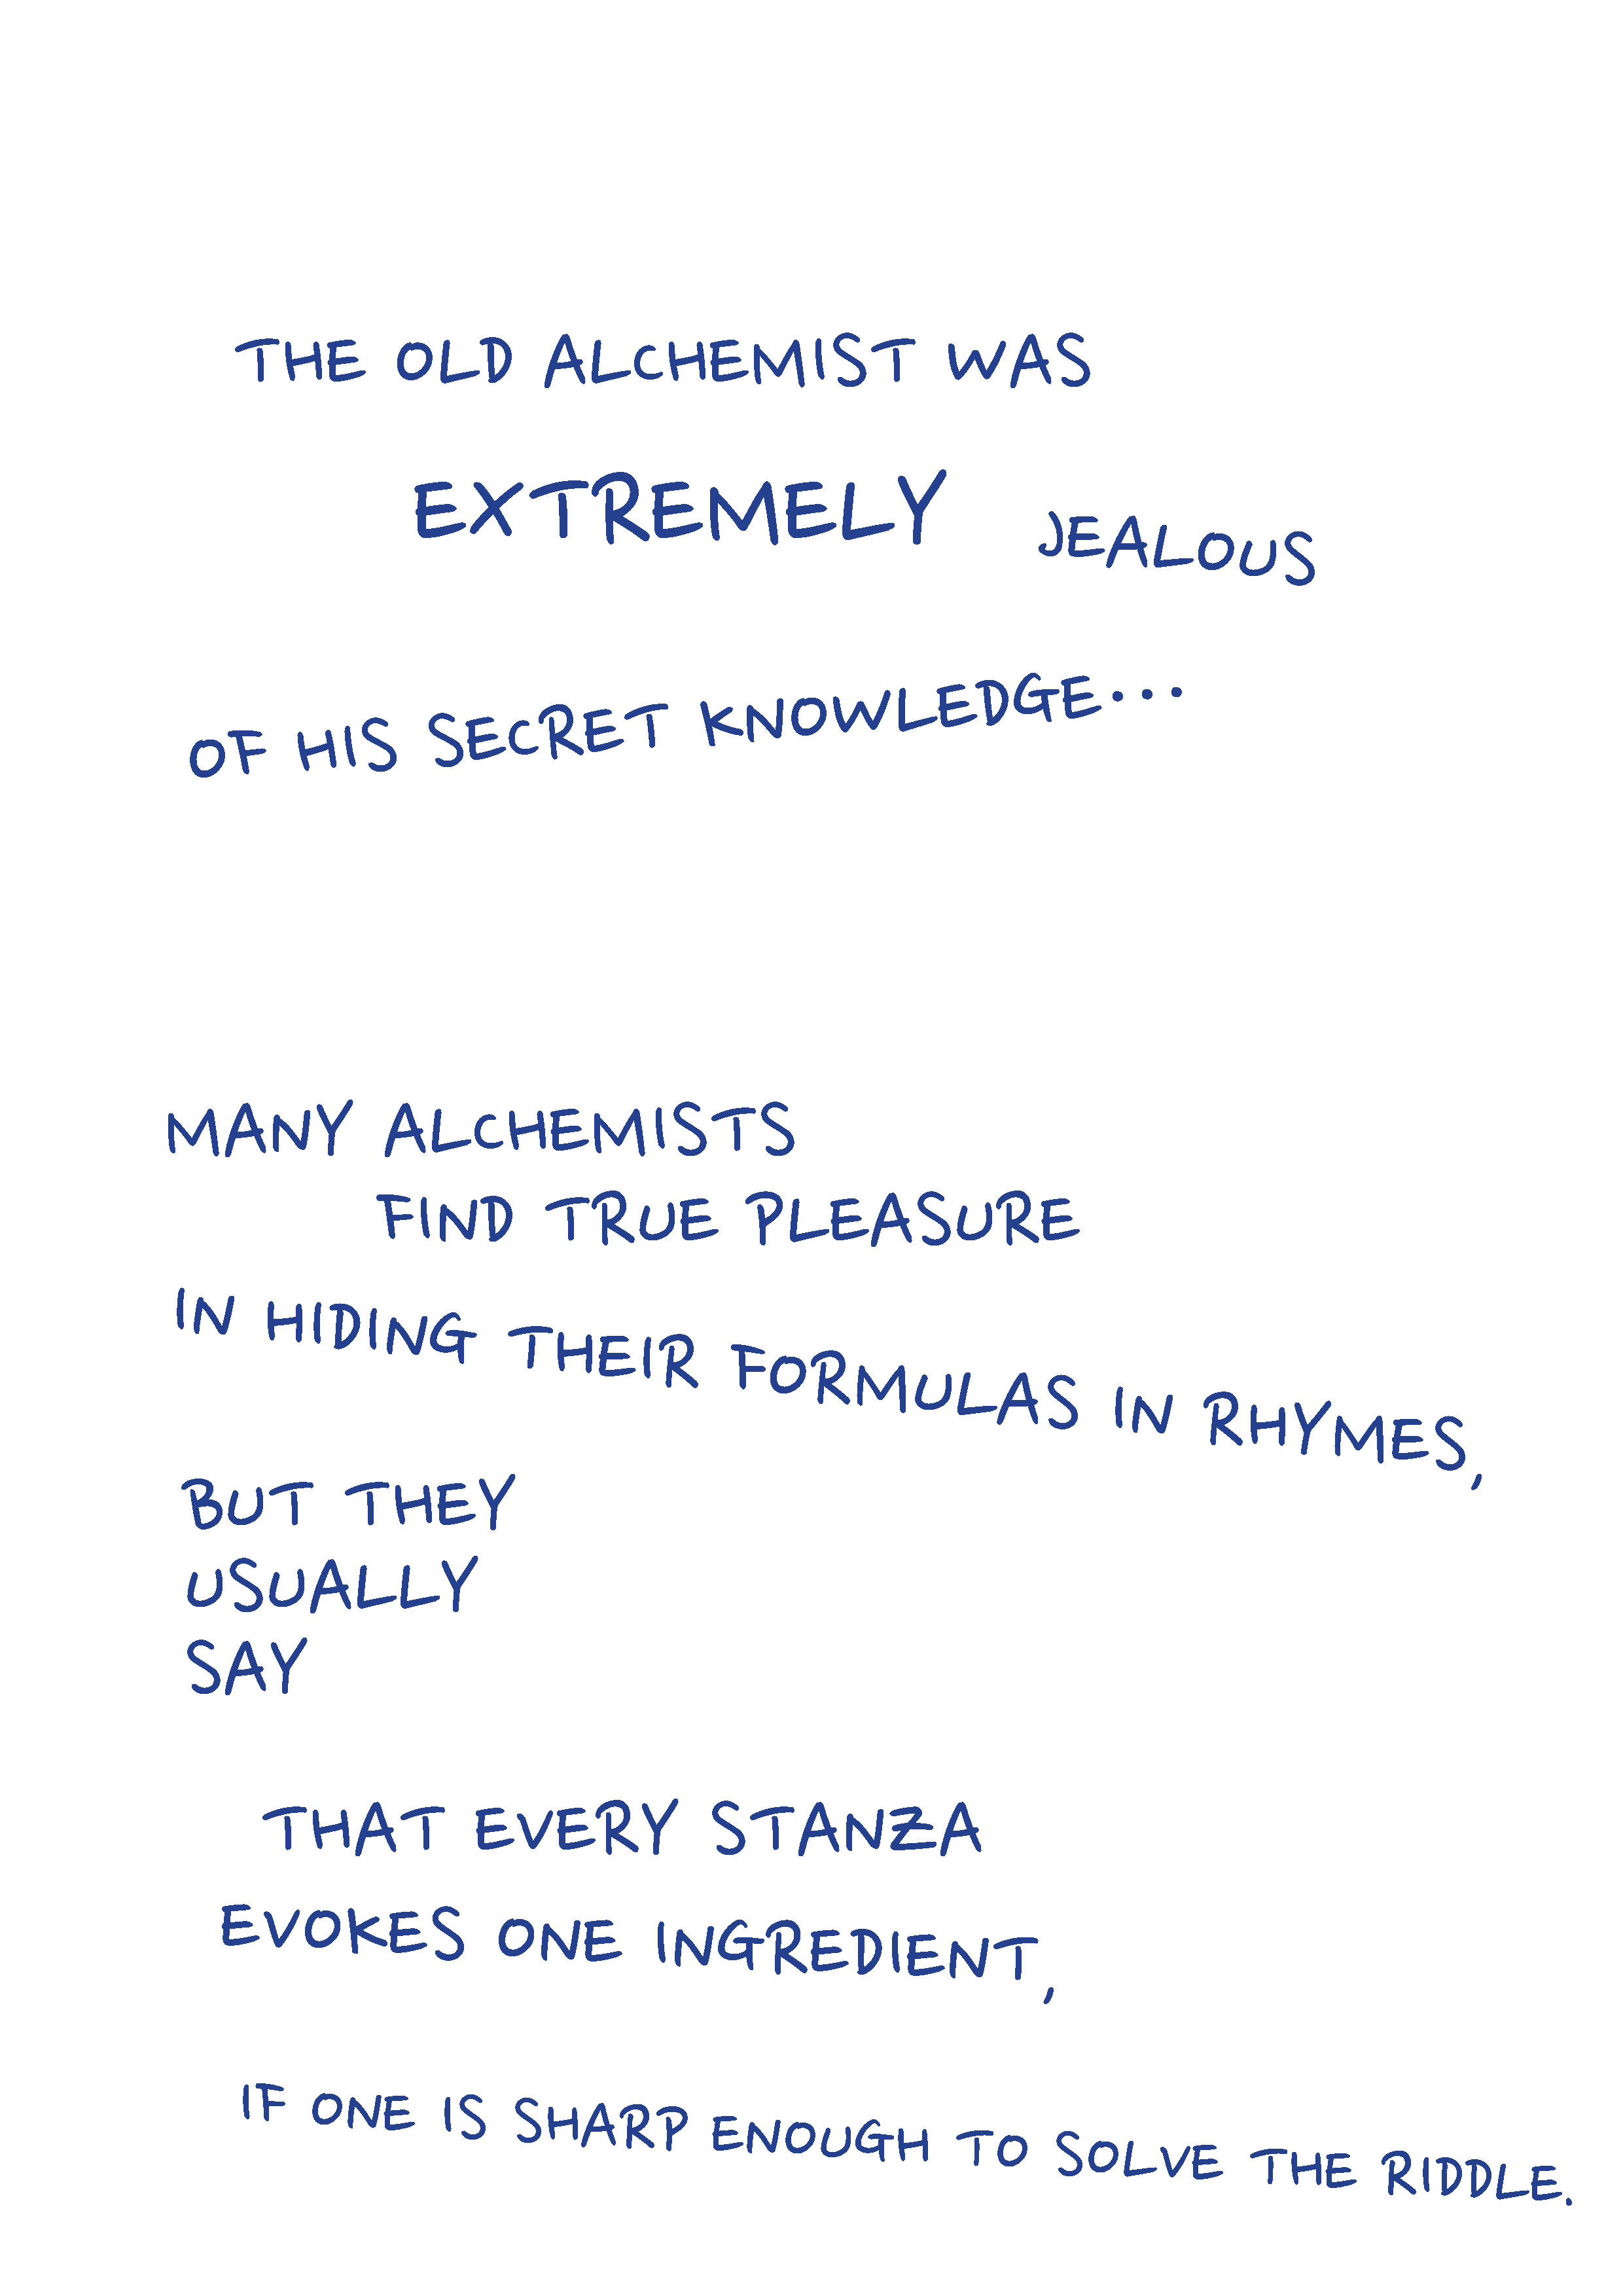 THE OLD ALCHEMIST WAS
EXTREMELY JEALOUS
OF HIS SECRET KNOWLEDGE...
MANY ALCHEMISTS
FIND TRUE PLEASURE
IN HIDING THEIR FORMULAS IN RHYMES,
BUT THEY
USUALLY
SAY
THAT EVERY STANZA
EVOKES ONE INGREDIENT,
IF ONE IS SHARP ENOUGH TO SOLVE THE RIDDLE.